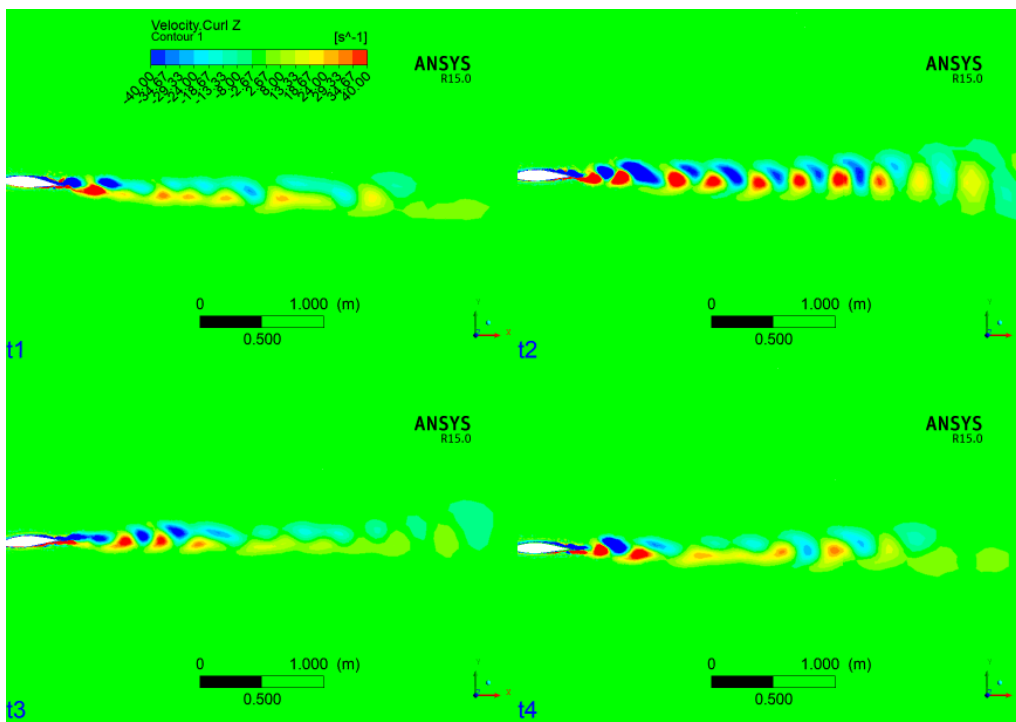 Velocity.Curl Z
Contour 1 [s^-1]
-40.00 -34.67 -29.33 -24.00 -18.67 -13.33 -8.00 -2.67 2.67 8.00 13.33 18.67 24.00 29.33 34.67 40.00
ANSYS
R15.0
0 1.000 (m)
0.500
Y
X
t1
ANSYS
R15.0
0 1.000 (m)
0.500
Y
X
t2
ANSYS
R15.0
0 1.000 (m)
0.500
Y
X
t3
ANSYS
R15.0
0 1.000 (m)
0.500
Y
X
t4